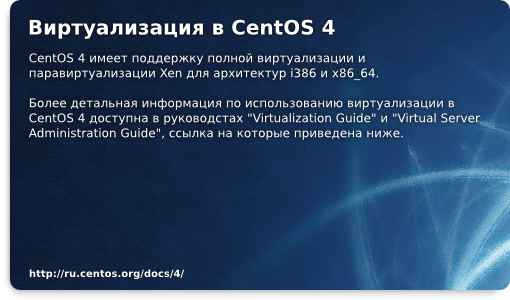 Виртуализация в CentOS 4
CentOS 4 имеет поддержку полной виртуализации и
паравиртуализации Xen для архитектур i386 и x86_64.
Более детальная информация по использованию виртуализации в
CentOS 4 доступна в руководстах "Virtualization Guide" и "Virtual Server
Administration Guide", ссылка на которые приведена ниже.
http://ru.centos.org/docs/4/